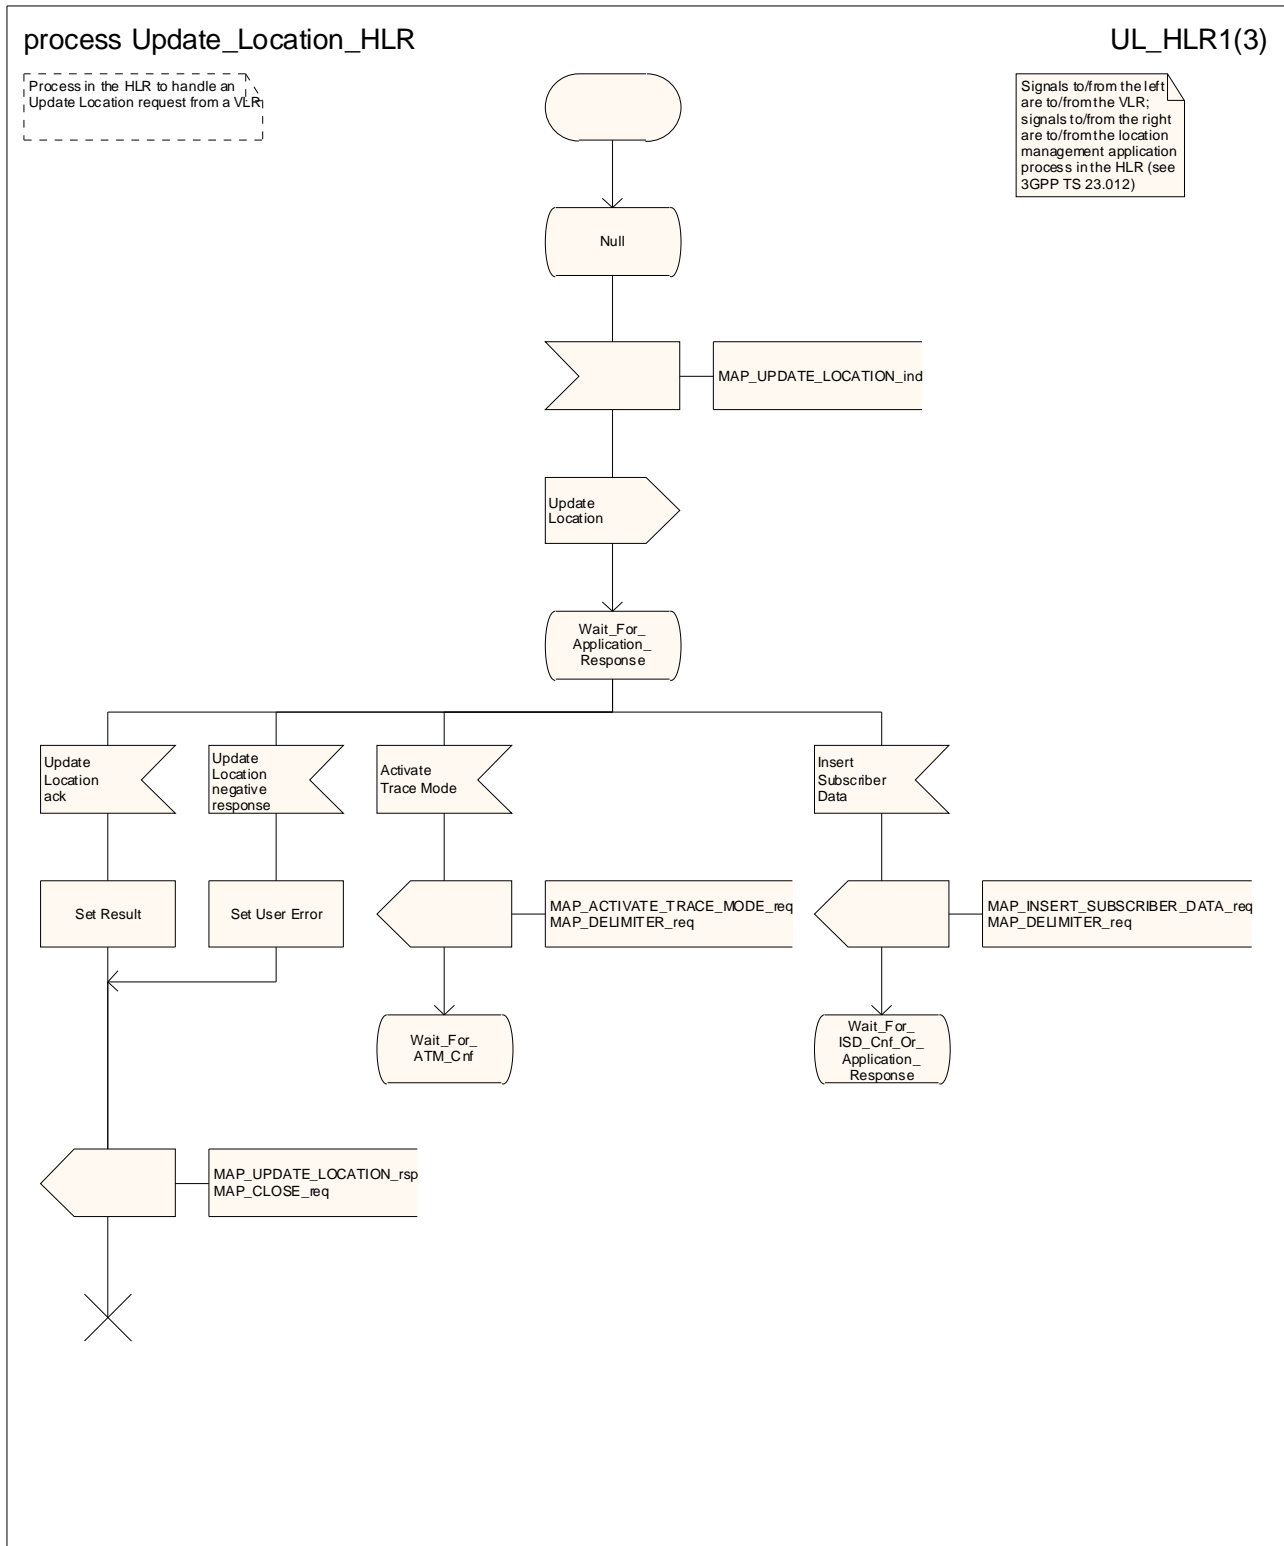 process Update_Location_HLR
UL_HLR1(3)
Process in the HLR to handle an
Update Location request from a VLR
Signals to/from the left
are to/from the VLR;
signals to/from the right
are to/from the location
management application
process in the HLR (see
3GPP TS 23.012)
Null
MAP_UPDATE_LOCATION_ind
Update
Location
Wait_For_
Application_
Response
Update
Location
ack
Update
Location
negative
response
Activate
Trace Mode
Insert
Subscriber
Data
Set Result
Set User Error
MAP_ACTIVATE_TRACE_MODE_req
MAP_DELIMITER_req
MAP_INSERT_SUBSCRIBER_DATA_req
MAP_DELIMITER_req
Wait_For_
ATM_Cnf
Wait_For_
ISD_Cnf_Or_
Application_
Response
MAP_UPDATE_LOCATION_rsp
MAP_CLOSE_req